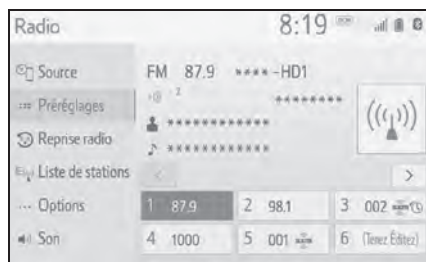 Radio 8:19
Source FM 87.9 ****-HD1
Préréglages ********
Reprise radio **********
Liste de stations **********
Options 1 87.9 2 98.1 3 002
Son 4 1000 5 001 6 (Tenez Éditez)